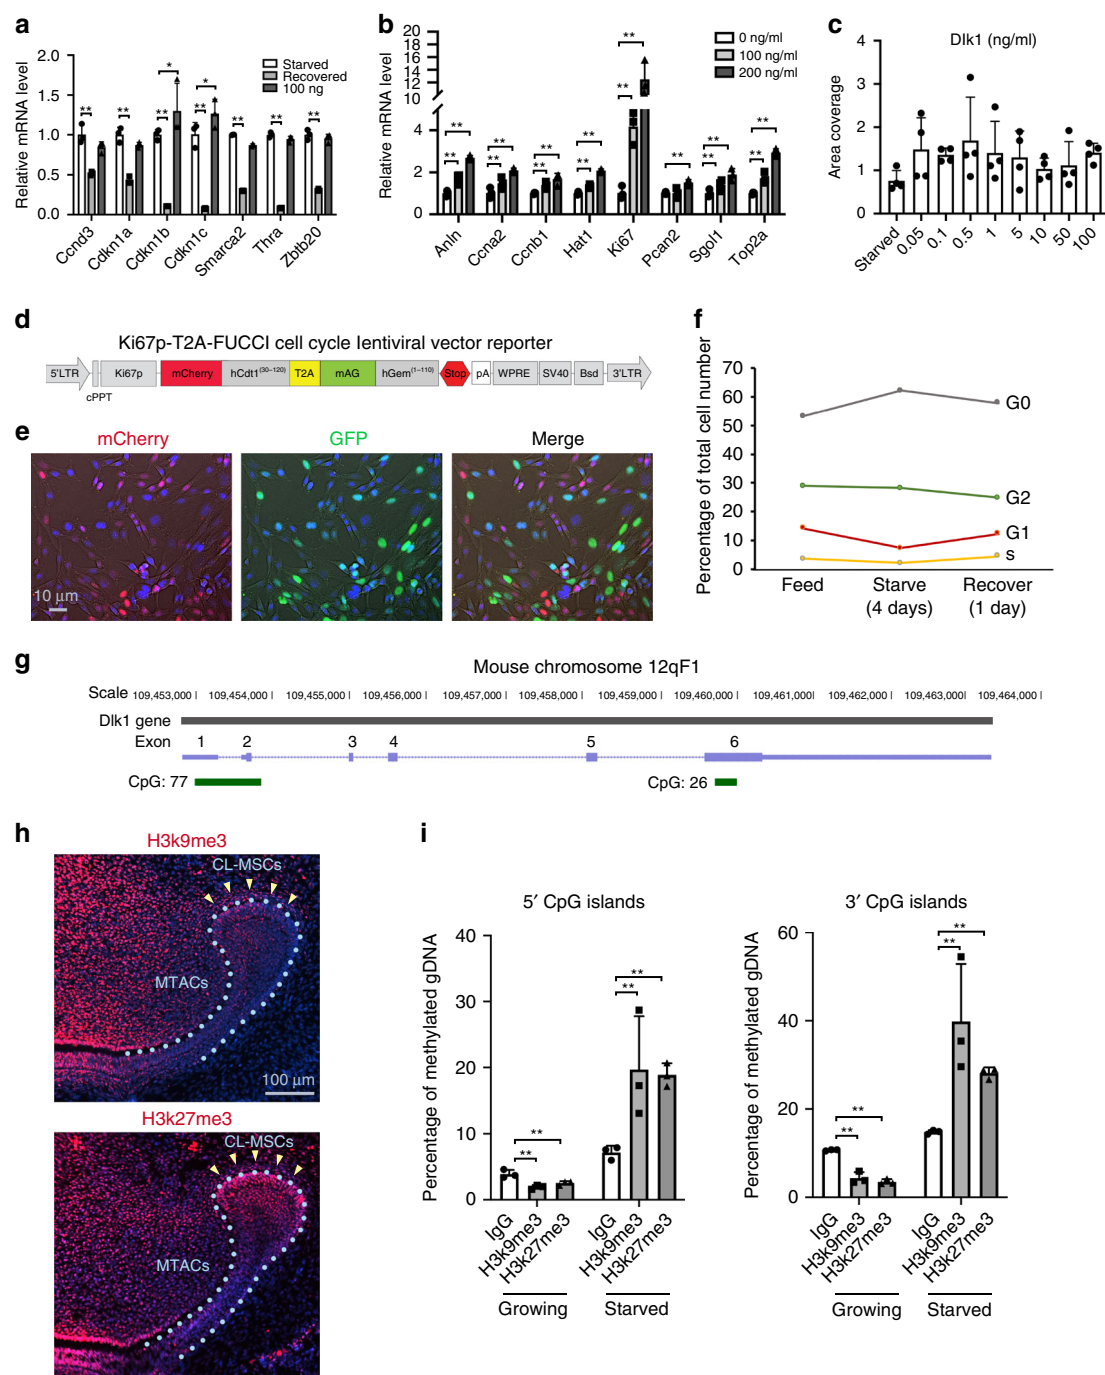 a
Relative mRNA level
2.0
1.5
1.0
0.5
0.0
Starved
Recovered
100 ng
** ** ** * ** * ** ** **
Ccnd3
Cdkn1a
Cdkn1b
Cdkn1c
Smarca2
Thra
Zbtb20
b
Relative mRNA level
20
18
16
14
12
10
4
2
0
0 ng/ml
100 ng/ml
200 ng/ml
** ** ** ** ** ** ** ** ** ** ** ** ** ** **
Anln
Ccna2
Ccnb1
Hat1
Ki67
Pcan2
Sgol1
Top2a
c
Dlk1 (ng/ml)
Area coverage
4
3
2
1
0
Starved
0.05
0.1
0.5
1
5
10
50
100
d
Ki67p-T2A-FUCCI cell cycle lentiviral vector reporter
5'LTR Ki67p mCherry hCdt1(30–120) T2A mAG hGem(1–110) Stop pA WPRE SV40 Bsd 3'LTR
cPPT
e
mCherry GFP Merge
10 µm
f
Percentage of total cell number
70
60
50
40
30
20
10
0
G0
G2
G1
s
Feed Starve Recover
(4 days) (1 day)
g
Mouse chromosome 12qF1
Scale 109,453,000 109,454,000 109,455,000 109,456,000 109,457,000 109,458,000 109,459,000 109,460,000 109,461,000 109,462,000 109,463,000 109,464,000
Dlk1 gene
Exon 1 2 3 4 5 6
CpG: 77 CpG: 26
h
H3k9me3
CL-MSCs
MTACs
100 µm
H3k27me3
CL-MSCs
MTACs
i
5′ CpG islands
Percentage of methylated gDNA
40
30
20
10
0
** ** ** **
IgG
H3k9me3
H3k27me3
IgG
H3k9me3
H3k27me3
Growing Starved
3′ CpG islands
Percentage of methylated gDNA
60
40
20
0
** ** ** **
IgG
H3k9me3
H3k27me3
IgG
H3k9me3
H3k27me3
Growing Starved